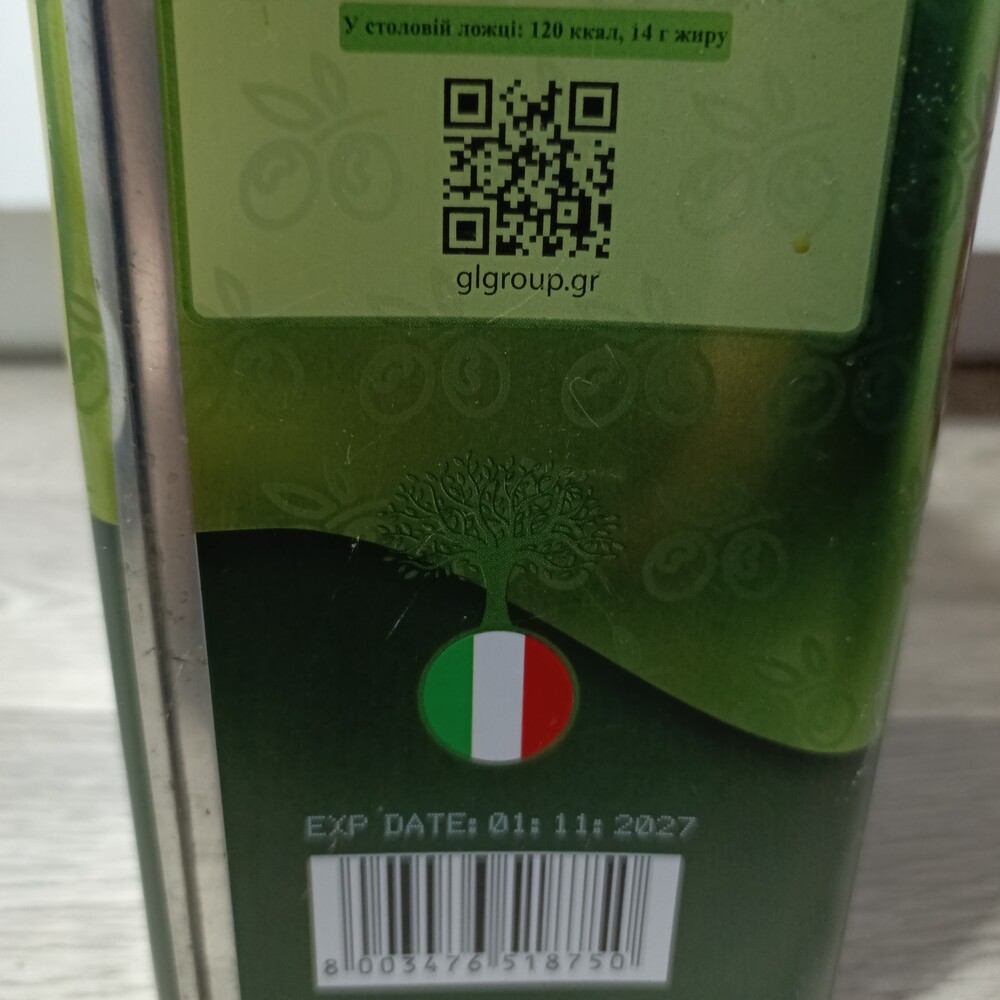 У столовій ложці: 120 ккал, 14 г жиру
glgroup.gr
EXP DATE: 01: 11: 2027
8 003476 518750